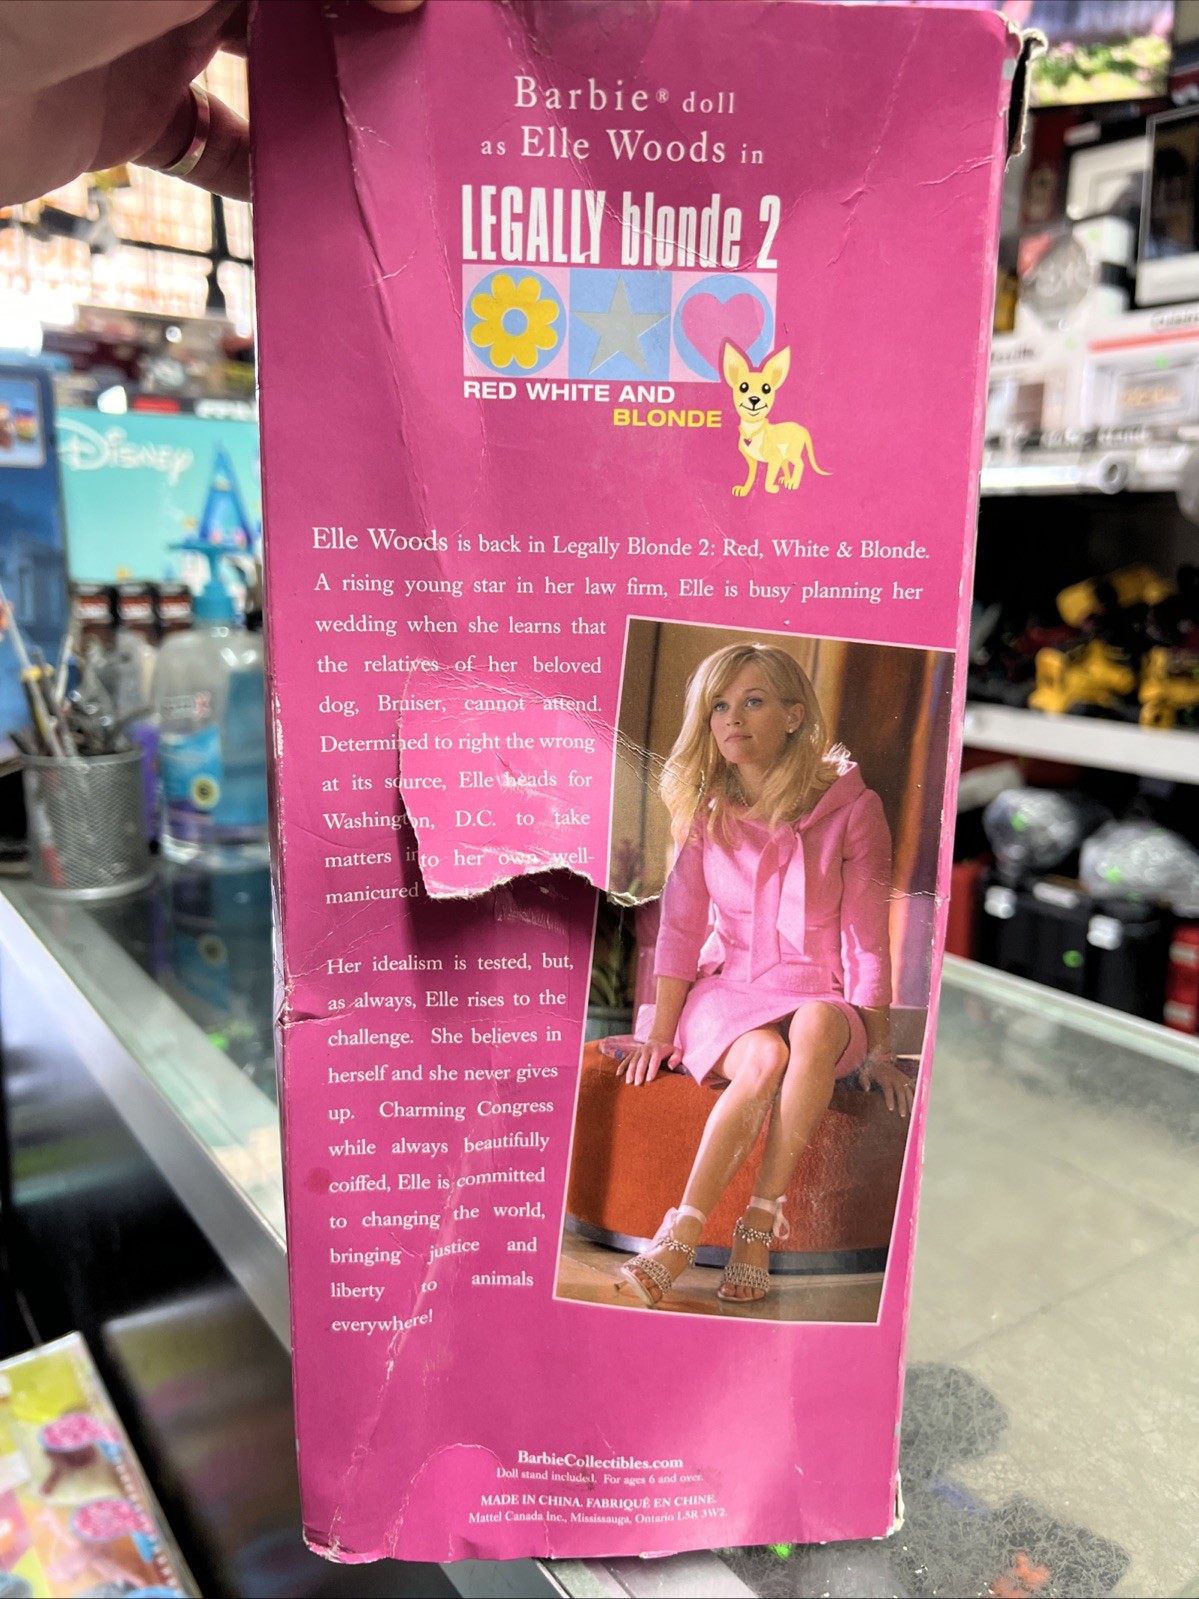 Barbie® doll
as Elle Woods in
LEGALLY blonde 2
RED WHITE AND
BLONDE
Elle Woods is back in Legally Blonde 2: Red, White & Blonde.
A rising young star in her law firm, Elle is busy planning her
wedding when she learns that
the relatives of her beloved
dog, Bruiser, cannot attend.
Determined to right the wrong
at its source, Elle heads for
Washington, D.C. to take
matters into her own well-
manicured
Her idealism is tested, but,
as always, Elle rises to the
challenge. She believes in
herself and she never gives
up. Charming Congress
while always beautifully
coiffed, Elle is committed
to changing the world,
bringing justice and
liberty to animals
everywhere!
BarbieCollectibles.com
Doll stand included. For ages 6 and over.
MADE IN CHINA. FABRIQUÉ EN CHINE.
Mattel Canada Inc., Mississauga, Ontario L5R 3W2.
DISNEY